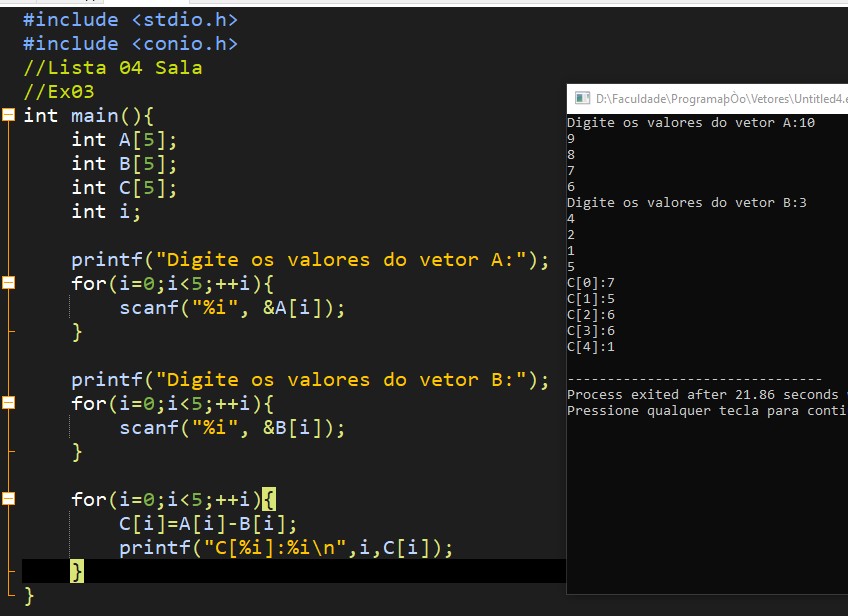 #include <stdio.h>
#include <conio.h>
//Lista 04 Sala
//Ex03
int main(){
    int A[5];
    int B[5];
    int C[5];
    int i;
    printf("Digite os valores do vetor A:");
    for(i=0;i<5;++i){
        scanf("%i", &A[i]);
    }
    printf("Digite os valores do vetor B:");
    for(i=0;i<5;++i){
        scanf("%i", &B[i]);
    }
    for(i=0;i<5;++i){
        C[i]=A[i]-B[i];
        printf("C[%i]:%i\n",i,C[i]);
    }
}
D:\Faculdade\ProgramaþÒo\Vetores\Untitled4.e
Digite os valores do vetor A:10
9
8
7
6
Digite os valores do vetor B:3
4
2
1
5
C[0]:7
C[1]:5
C[2]:6
C[3]:6
C[4]:1
--------------------------------
Process exited after 21.86 seconds
Pressione qualquer tecla para conti